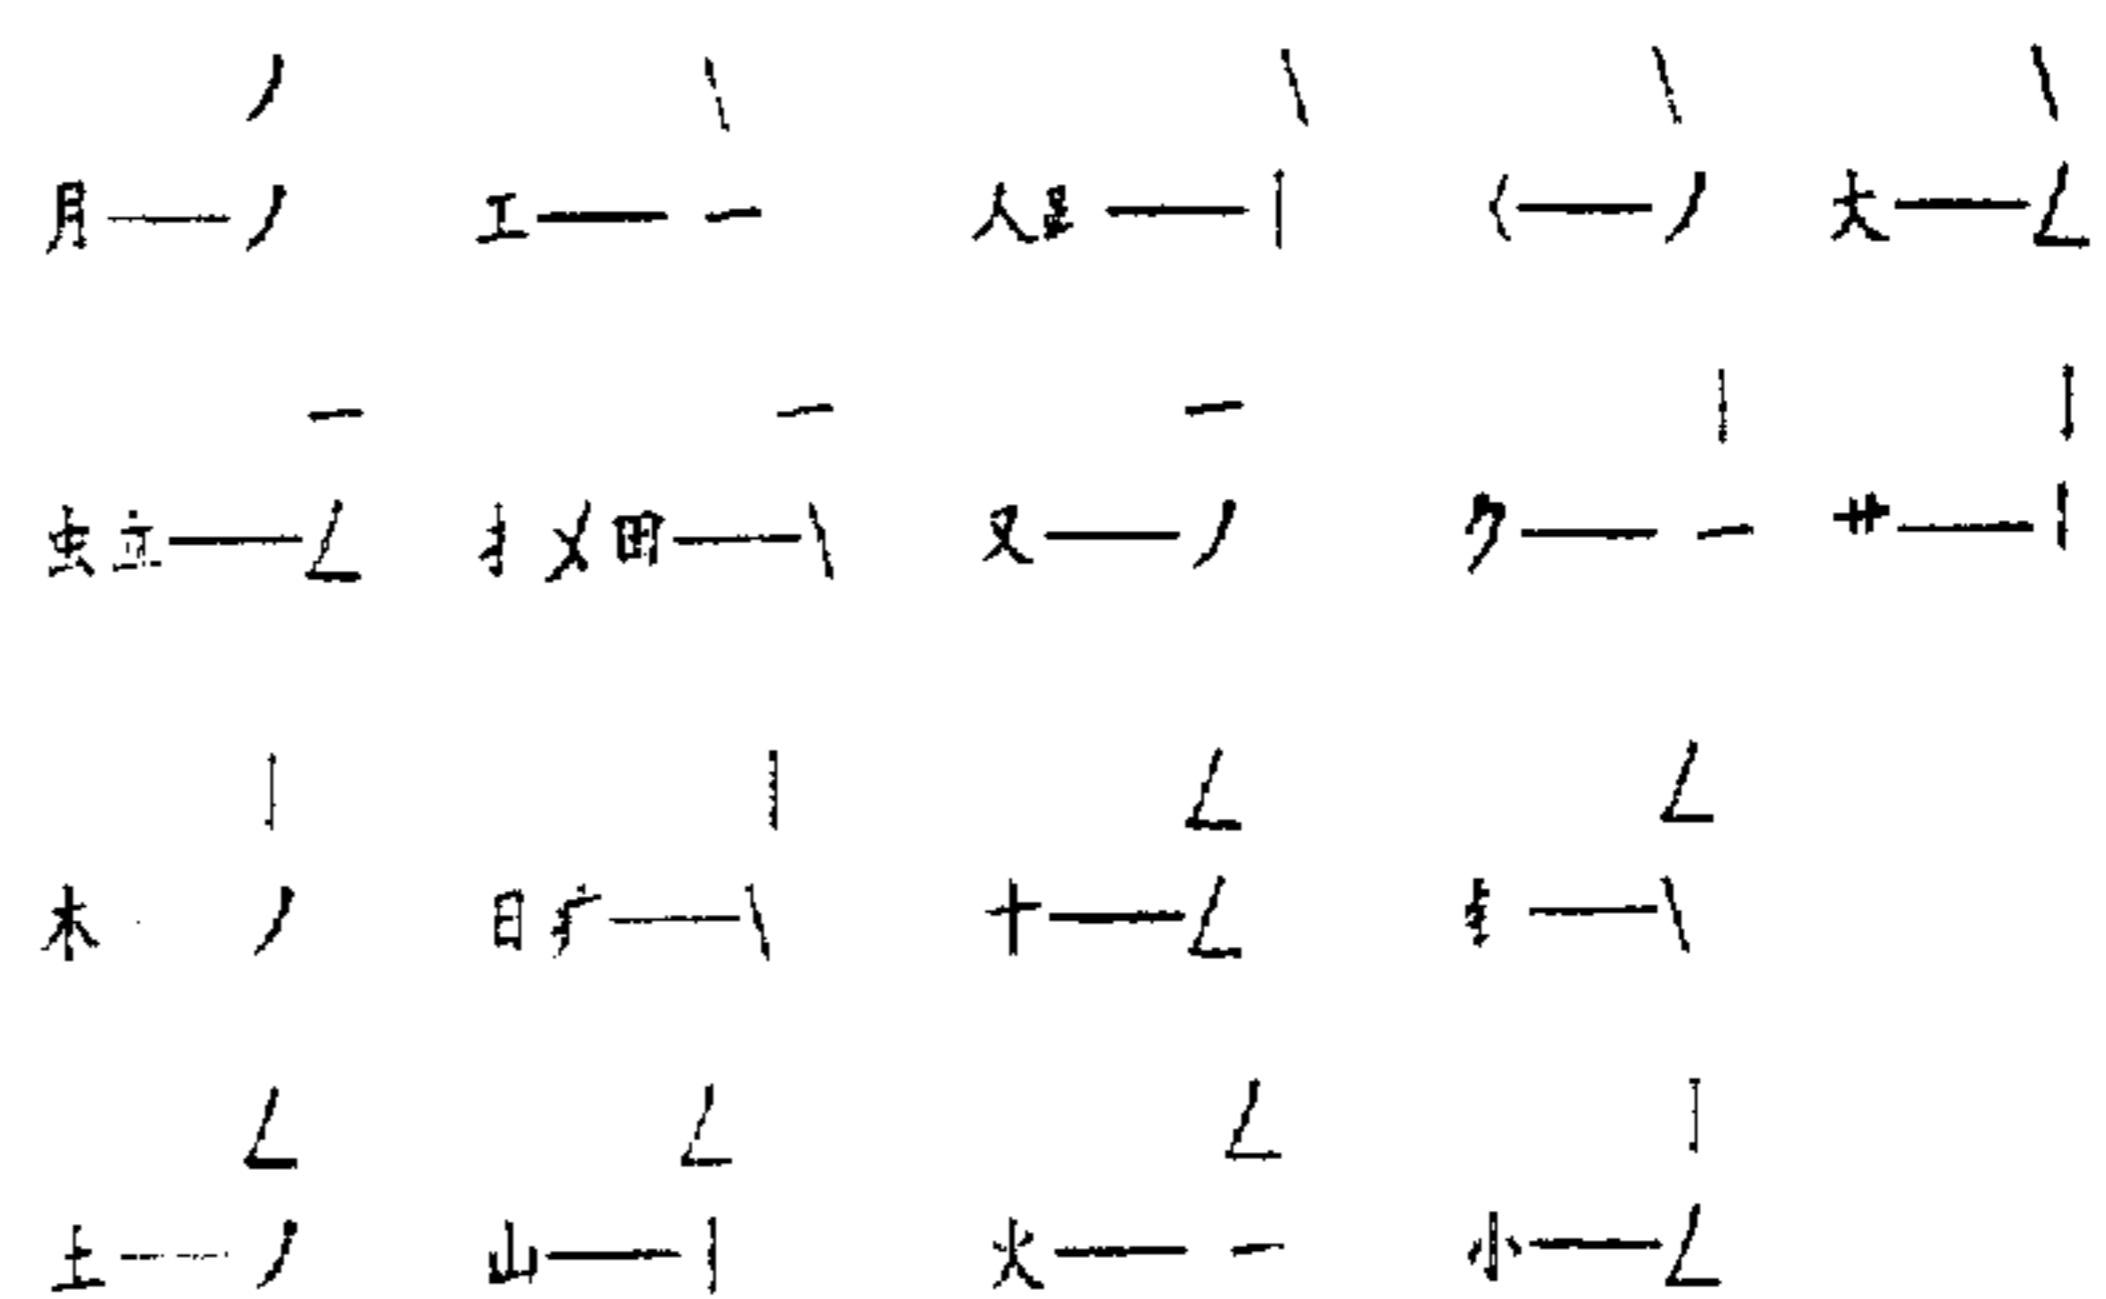 丿 ㇏ ㇏ ㇏ ㇏
月——丿 工——一 人 ——丨 〈——丿 大——∠
一 一 一 丨 丨
虫 立——∠ 扌 乂 田——㇏ 又——丿 ——一 艹——丨
丨 丨 ∠ ∠
木 丿 日 疒——㇏ 十——∠ ——㇏
∠ ∠ ∠ 丨
土——丿 山——丨 火——一 小——∠